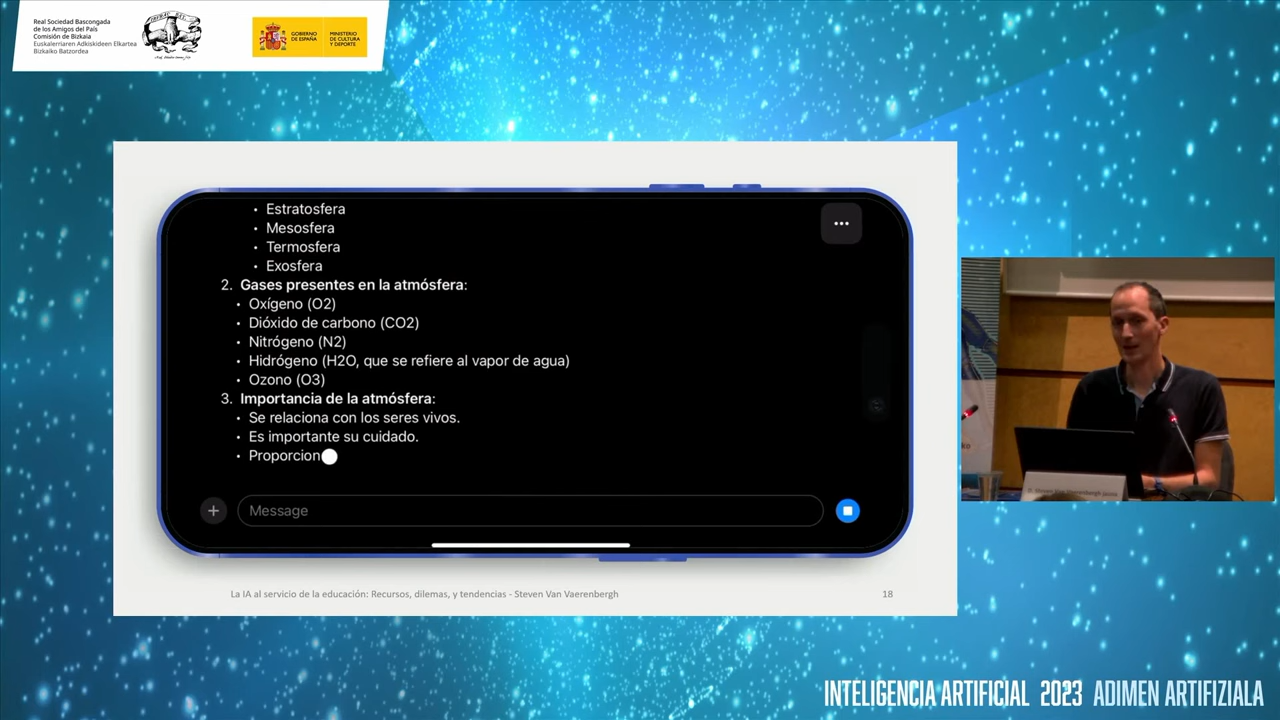 Real Sociedad Bascongada
de los Amigos del País
Comisión de Bizkaia
Euskalerriaren Adkiskideen Elkartea
Bizkaiko Batzordea
GOBIERNO
DE ESPAÑA
MINISTERIO
DE CULTURA
Y DEPORTE
• Estratosfera
• Mesosfera
• Termosfera
• Exosfera
2. Gases presentes en la atmósfera:
• Oxígeno (O2)
• Dióxido de carbono (CO2)
• Nitrógeno (N2)
• Hidrógeno (H2O, que se refiere al vapor de agua)
• Ozono (O3)
3. Importancia de la atmósfera:
• Se relaciona con los seres vivos.
• Es importante su cuidado.
• Proporcion
Message
La IA al servicio de la educación: Recursos, dilemas, y tendencias - Steven Van Vaerenbergh
18
INTELIGENCIA ARTIFICIAL 2023 ADIMEN ARTIFIZIALA